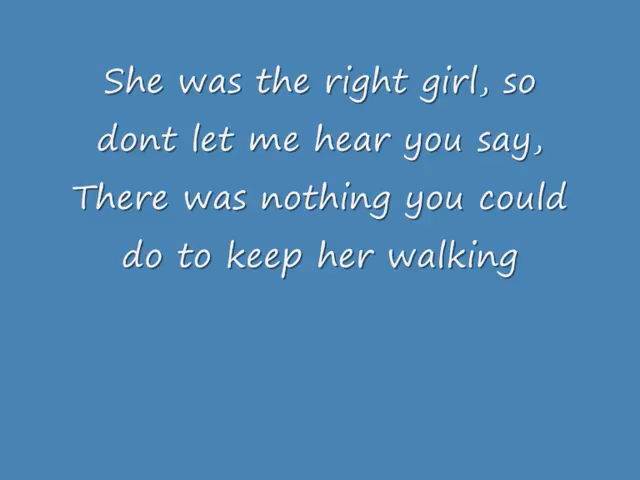 She was the right girl, so
dont let me hear you say,
There was nothing you could
do to keep her walking